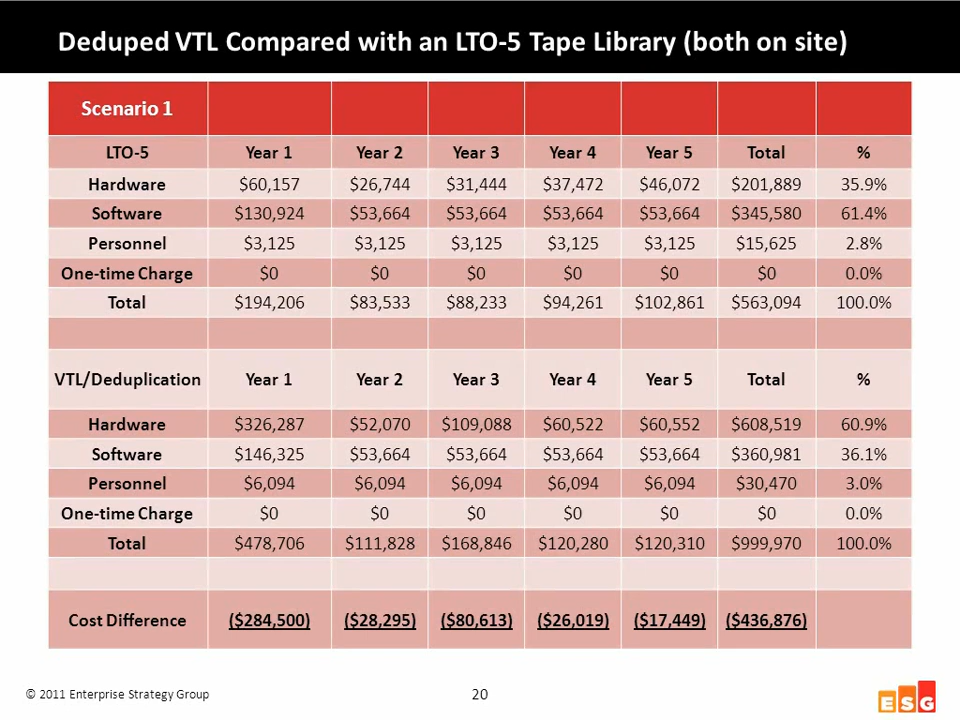 Deduped VTL Compared with an LTO-5 Tape Library (both on site)
Scenario 1
LTO-5 Year 1 Year 2 Year 3 Year 4 Year 5 Total %
Hardware $60,157 $26,744 $31,444 $37,472 $46,072 $201,889 35.9%
Software $130,924 $53,664 $53,664 $53,664 $53,664 $345,580 61.4%
Personnel $3,125 $3,125 $3,125 $3,125 $3,125 $15,625 2.8%
One-time Charge $0 $0 $0 $0 $0 $0 0.0%
Total $194,206 $83,533 $88,233 $94,261 $102,861 $563,094 100.0%
VTL/Deduplication Year 1 Year 2 Year 3 Year 4 Year 5 Total %
Hardware $326,287 $52,070 $109,088 $60,522 $60,552 $608,519 60.9%
Software $146,325 $53,664 $53,664 $53,664 $53,664 $360,981 36.1%
Personnel $6,094 $6,094 $6,094 $6,094 $6,094 $30,470 3.0%
One-time Charge $0 $0 $0 $0 $0 $0 0.0%
Total $478,706 $111,828 $168,846 $120,280 $120,310 $999,970 100.0%
Cost Difference ($284,500) ($28,295) ($80,613) ($26,019) ($17,449) ($436,876)
© 2011 Enterprise Strategy Group 20 ESG